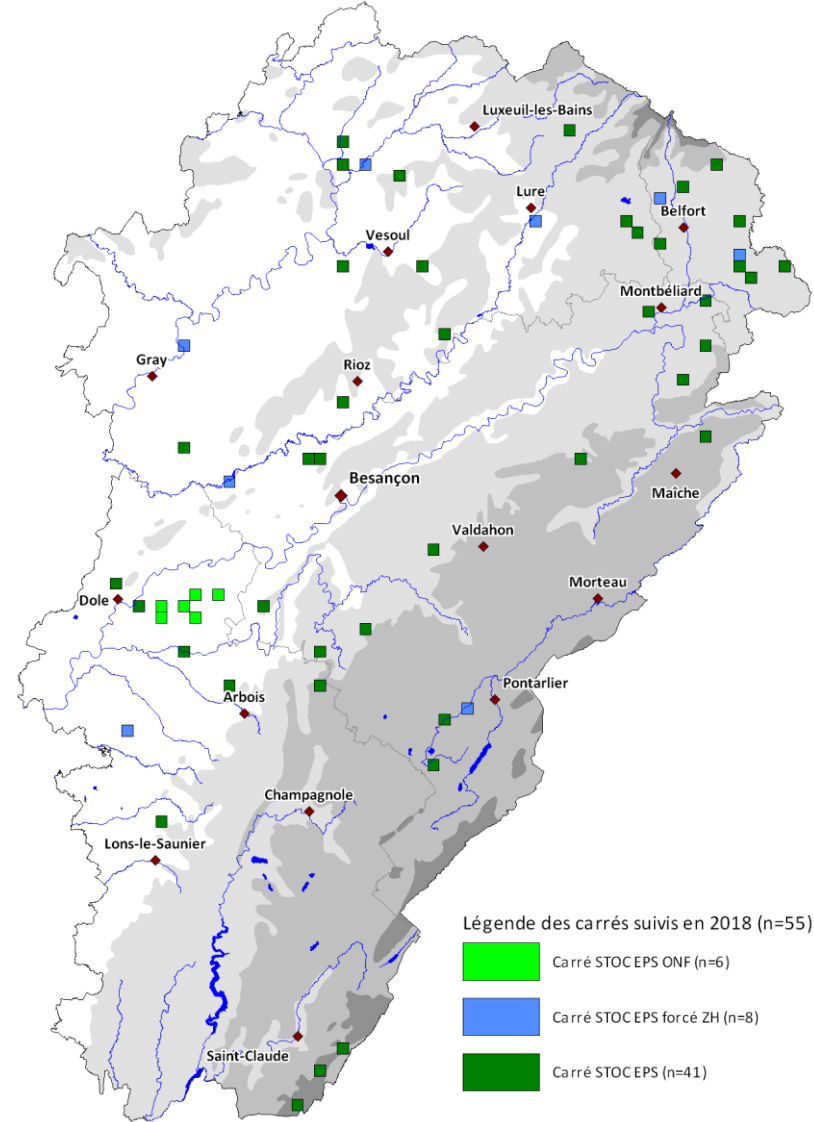 Luxeuil-les-Bains
Lure
Belfort
Vesoul
Montbéliard
Gray
Rioz
Besançon
Maîche
Valdahon
Dole
Morteau
Pontarlier
Arbois
Champagnole
Lons-le-Saunier
Légende des carrés suivis en 2018 (n=55)
Carré STOC EPS ONF (n=6)
Carré STOC EPS forcé ZH (n=8)
Saint-Claude
Carré STOC EPS (n=41)